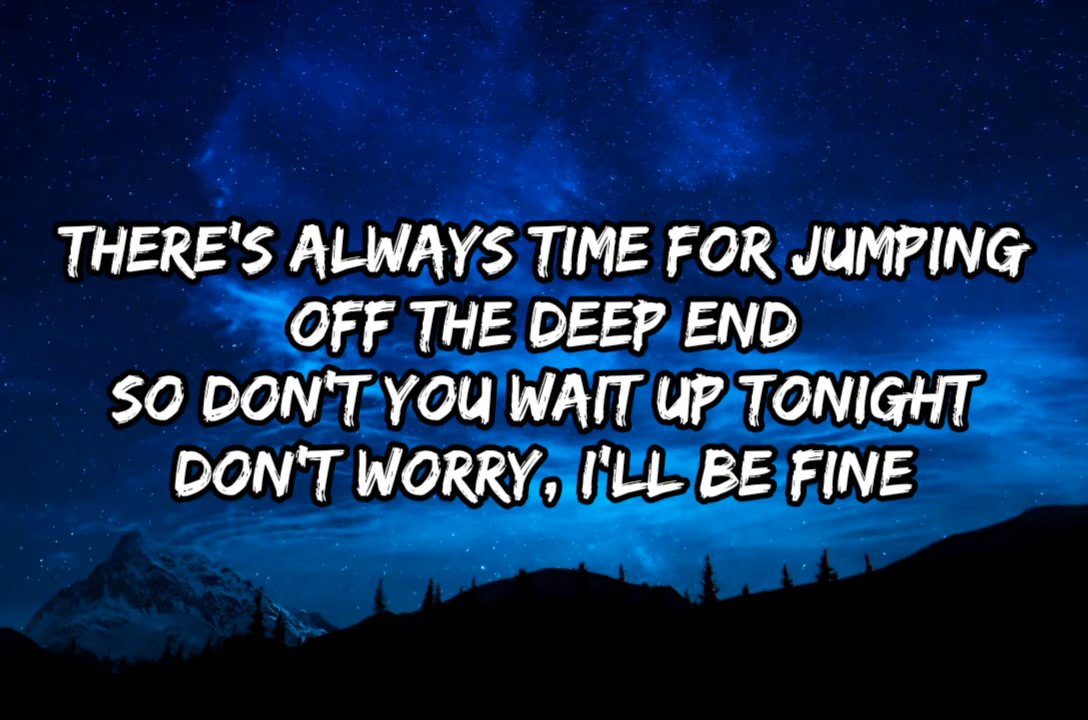 THERE'S ALWAYS TIME FOR JUMPING
OFF THE DEEP END
SO DON'T YOU WAIT UP TONIGHT
DON'T WORRY, I'LL BE FINE